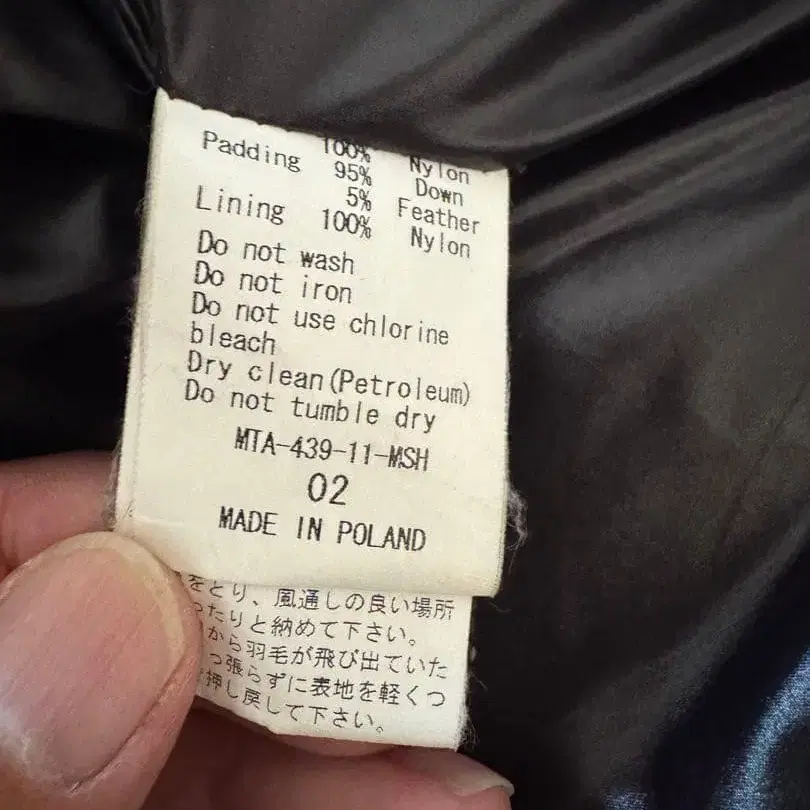 100% Nylon
Padding 95% Down
5% Feather
Lining 100% Nylon
Do not wash
Do not iron
Do not use chlorine
bleach
Dry clean(Petroleum)
Do not tumble dry
MTA-439-11-MSH
02
MADE IN POLAND
をとり、風通しの良い場所
ったりと納めて下さい。
から羽毛が飛び出ていた
っ張らずに表地を軽くつ
押し戻して下さい。